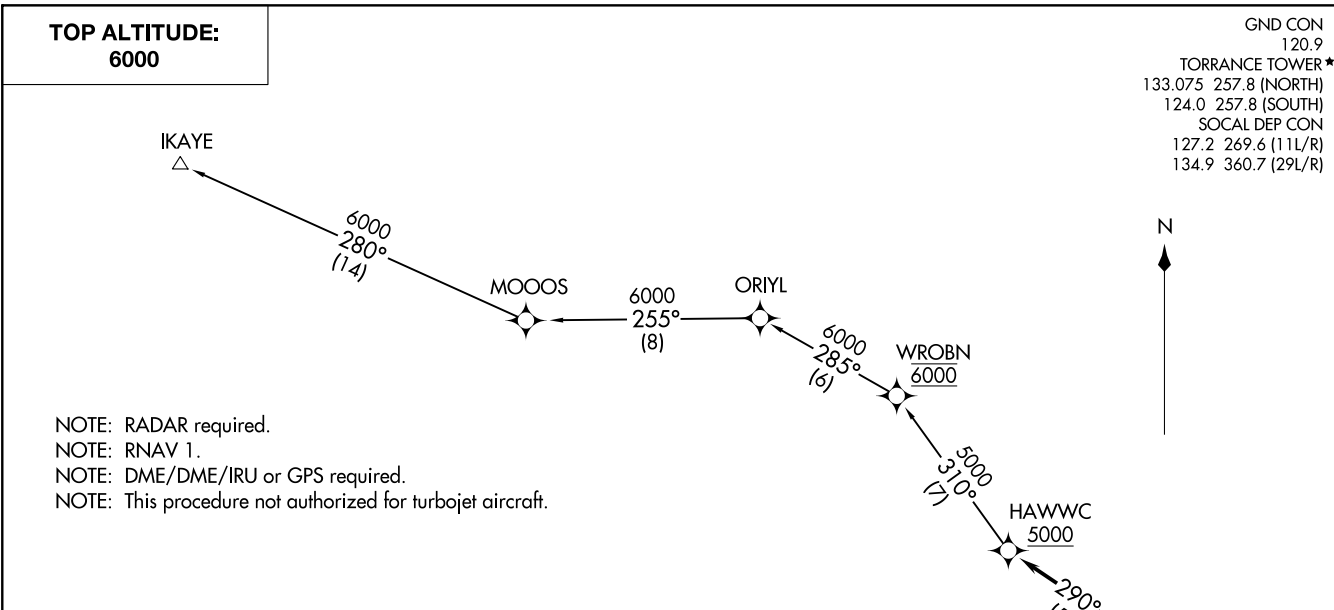 TOP ALTITUDE:
6000
GND CON
120.9
TORRANCE TOWER★
133.075 257.8 (NORTH)
124.0 257.8 (SOUTH)
SOCAL DEP CON
127.2 269.6 (11L/R)
134.9 360.7 (29L/R)
IKAYE
6000
280°
(14)
MOOOS
6000
255°
(8)
ORIYL
6000
285°
(6)
WROBN
6000
N
5000
310°
(7)
HAWWC
5000
290°
NOTE: RADAR required.
NOTE: RNAV 1.
NOTE: DME/DME/IRU or GPS required.
NOTE: This procedure not authorized for turbojet aircraft.